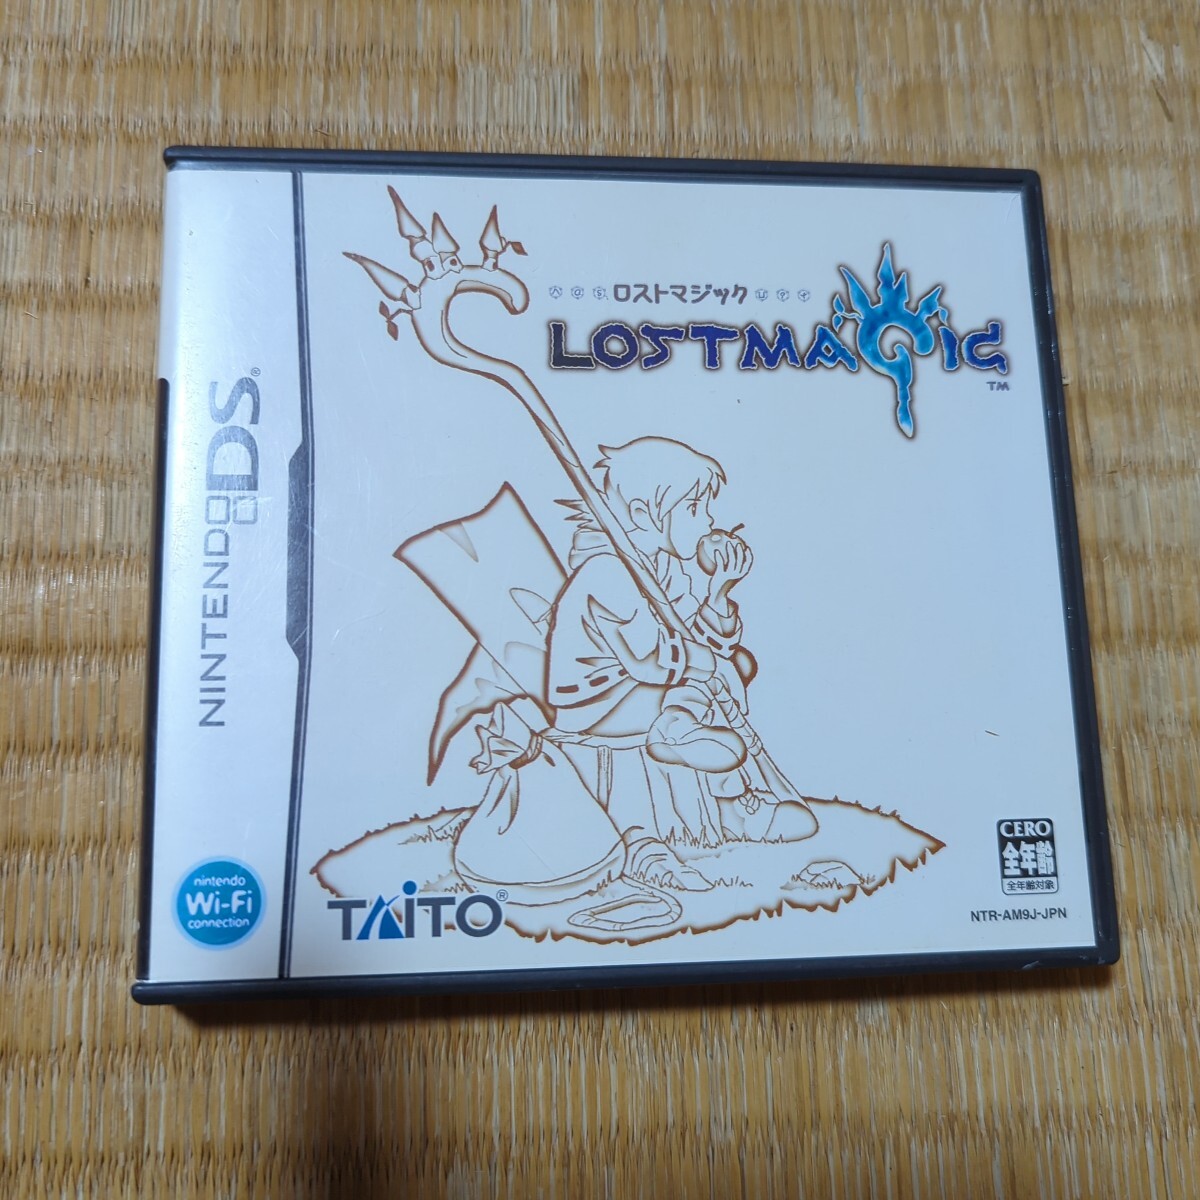 NINTENDO DS®
nintendo
Wi-Fi
connection
ロストマジック
LOSTMAGIC
™
TAITO®
CERO
全年齢
全年齢対象
NTR-AM9J-JPN